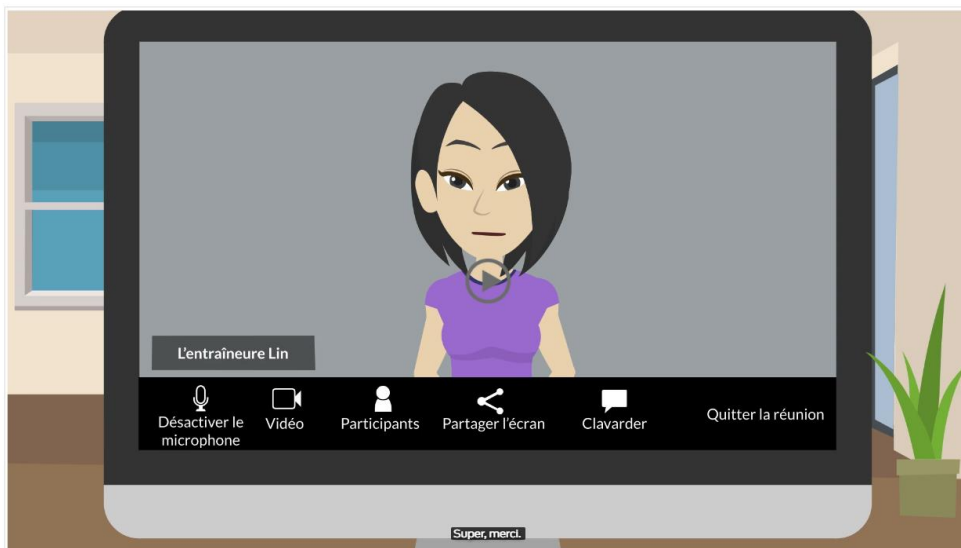 L'entraîneure Lin
Désactiver le
microphone
Vidéo
Participants
Partager l'écran
Clavarder
Quitter la réunion
Super, merci.